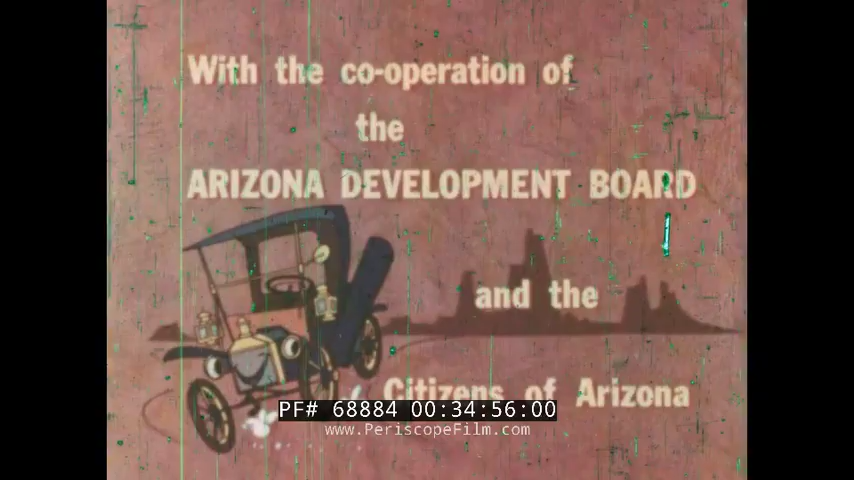 With the co-operation of
the
ARIZONA DEVELOPMENT BOARD
and the
Citizens of Arizona
PF# 68884 00:34:56:00
www.PeriscopeFilm.com